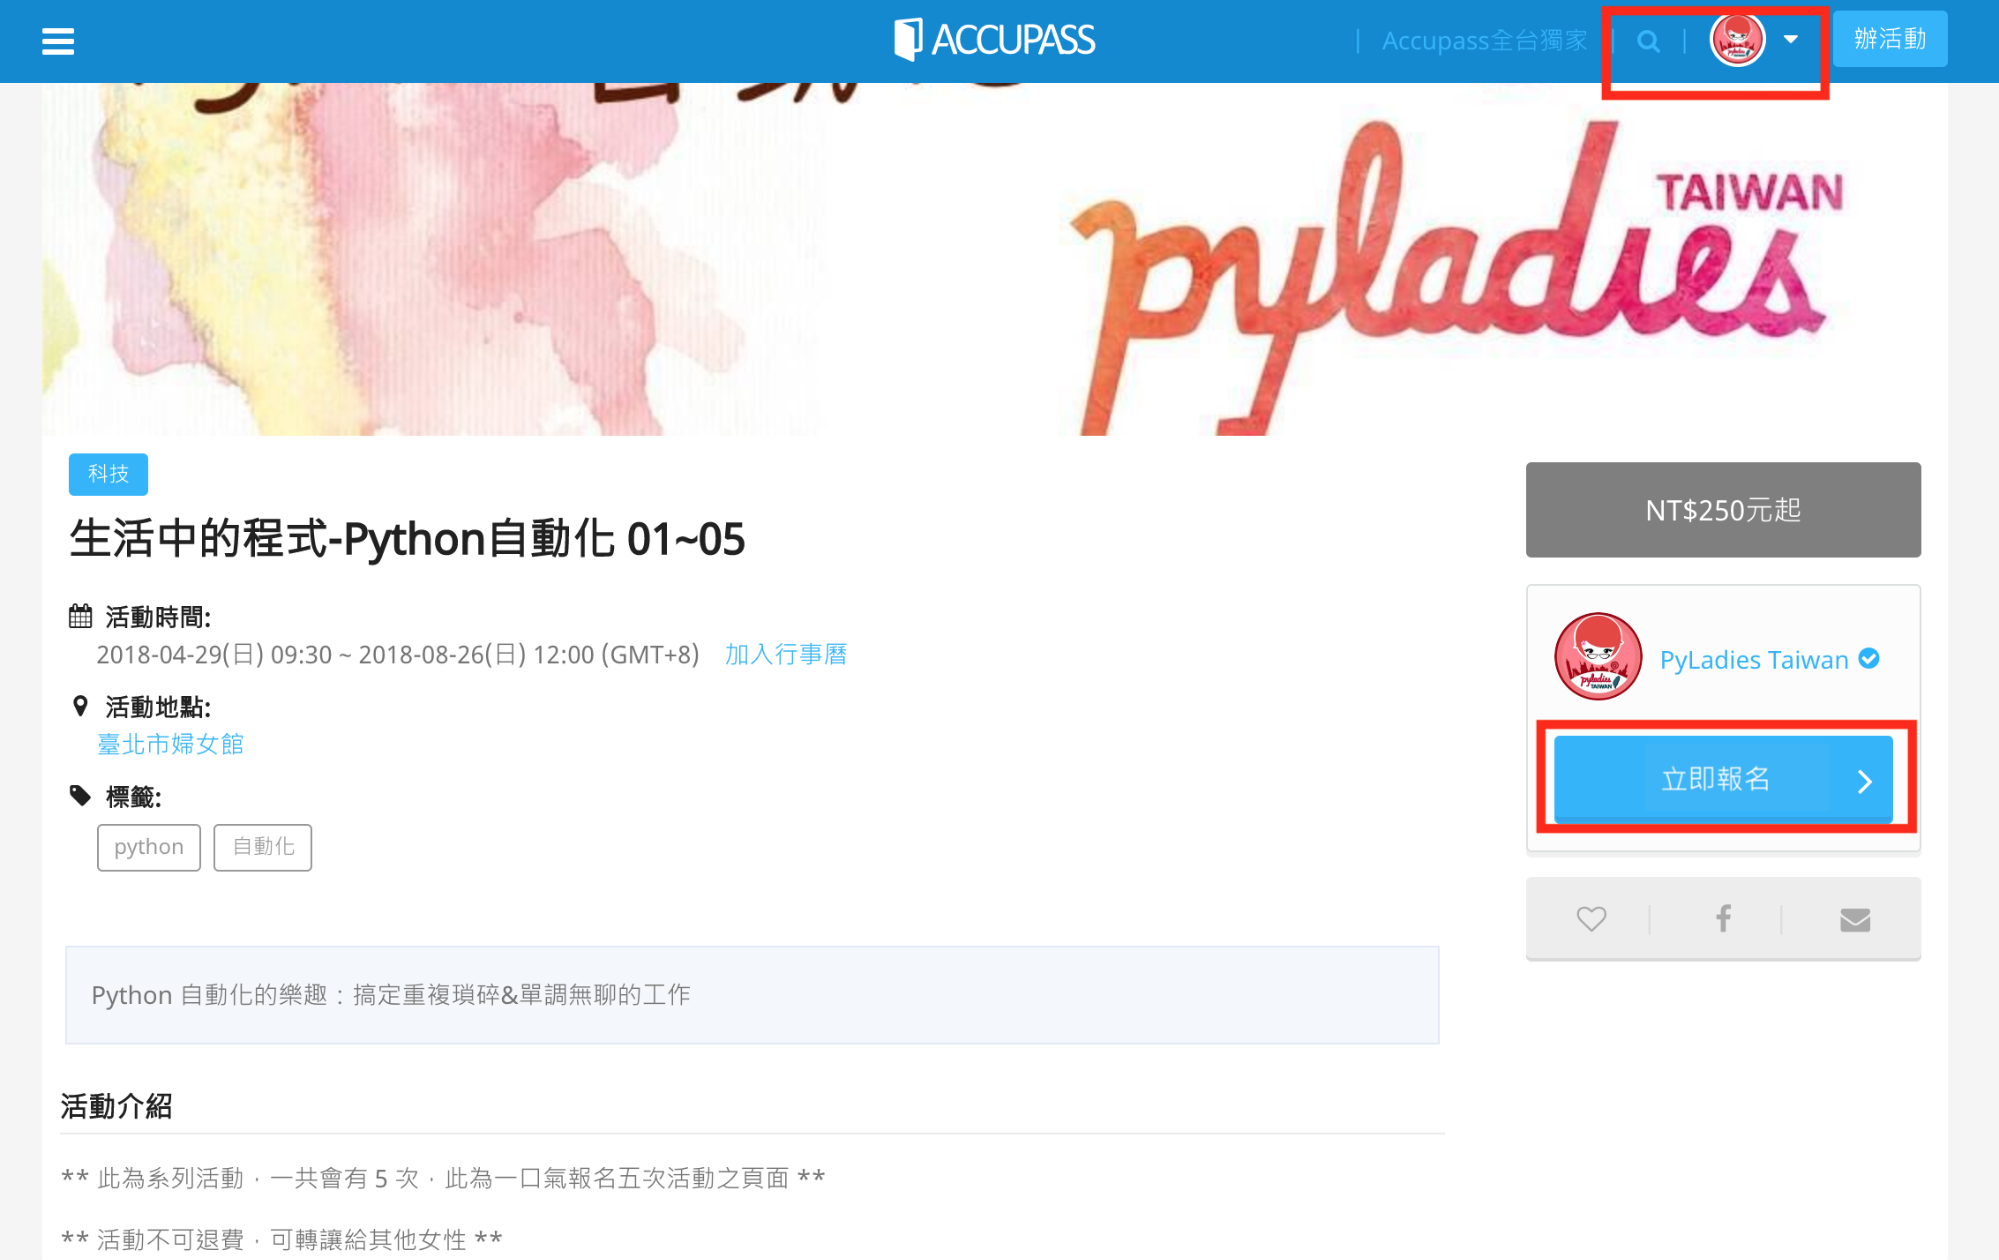 ACCUPASS
Accupass全台獨家
辦活動
TAIWAN
pyladies
科技
NT$250元起
生活中的程式-Python自動化 01~05
活動時間:
2018-04-29(日) 09:30 ~ 2018-08-26(日) 12:00 (GMT+8) 加入行事曆
PyLadies Taiwan
活動地點:
臺北市婦女館
立即報名
標籤:
python 自動化
Python 自動化的樂趣：搞定重複瑣碎&單調無聊的工作
活動介紹
** 此為系列活動，一共會有 5 次，此為一口氣報名五次活動之頁面 **
** 活動不可退費，可轉讓給其他女性 **